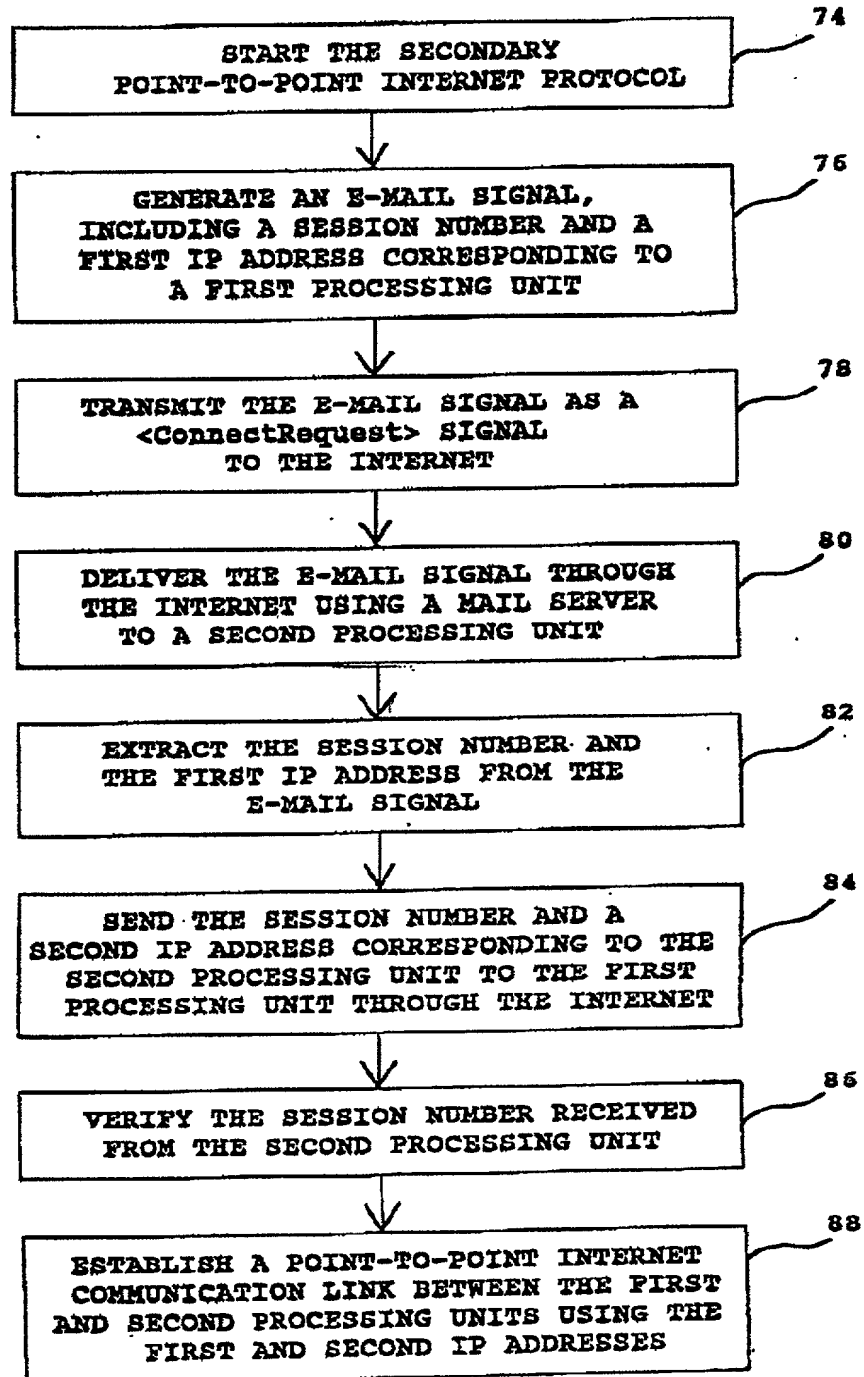 74
START THE SECONDARY
POINT-TO-POINT INTERNET PROTOCOL
76
GENERATE AN E-MAIL SIGNAL,
INCLUDING A SESSION NUMBER AND A
FIRST IP ADDRESS CORRESPONDING TO
A FIRST PROCESSING UNIT
78
TRANSMIT THE E-MAIL SIGNAL AS A
<ConnectRequest> SIGNAL
TO THE INTERNET
80
DELIVER THE E-MAIL SIGNAL THROUGH
THE INTERNET USING A MAIL SERVER
TO A SECOND PROCESSING UNIT
82
EXTRACT THE SESSION NUMBER AND
THE FIRST IP ADDRESS FROM THE
E-MAIL SIGNAL
84
SEND THE SESSION NUMBER AND A
SECOND IP ADDRESS CORRESPONDING TO THE
SECOND PROCESSING UNIT TO THE FIRST
PROCESSING UNIT THROUGH THE INTERNET
86
VERIFY THE SESSION NUMBER RECEIVED
FROM THE SECOND PROCESSING UNIT
88
ESTABLISH A POINT-TO-POINT INTERNET
COMMUNICATION LINK BETWEEN THE FIRST
AND SECOND PROCESSING UNITS USING THE
FIRST AND SECOND IP ADDRESSES